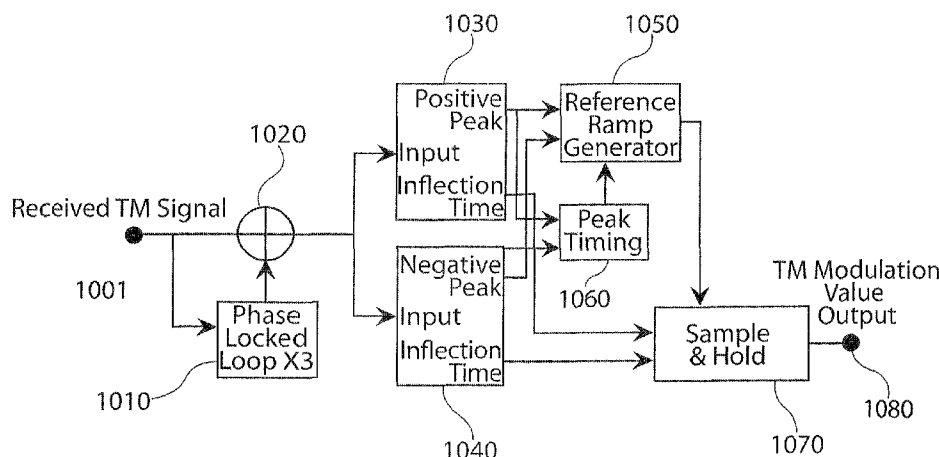 1030
1050
Positive
Peak
Input
Inflection
Time
Reference
Ramp
Generator
1020
Received TM Signal
1001
Phase
Locked
Loop X3
1010
Peak
Timing
1060
Negative
Peak
Input
Inflection
Time
1040
TM Modulation
Value
Output
Sample
& Hold
1080
1070